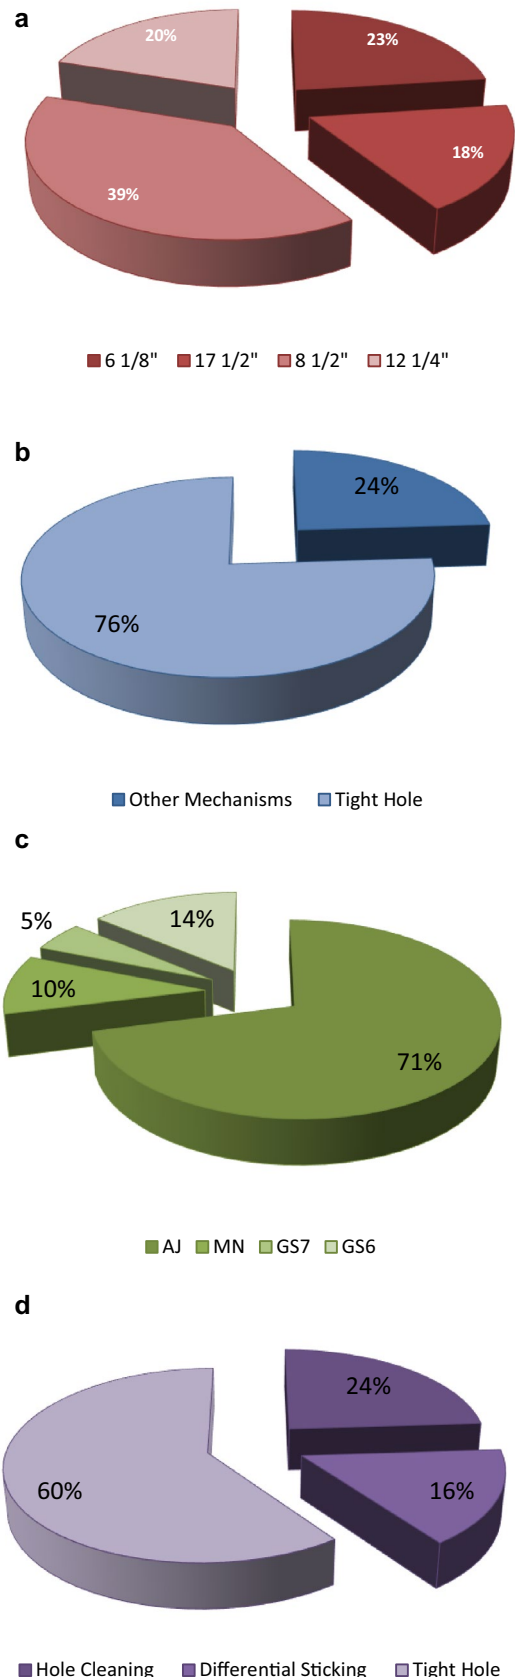 a
20% 23%
18%
39%
6 1/8" 17 1/2" 8 1/2" 12 1/4"
b
24%
76%
Other Mechanisms Tight Hole
c
5% 14%
10%
71%
AJ MN GS7 GS6
d
24%
60% 16%
Hole Cleaning Differential Sticking Tight Hole